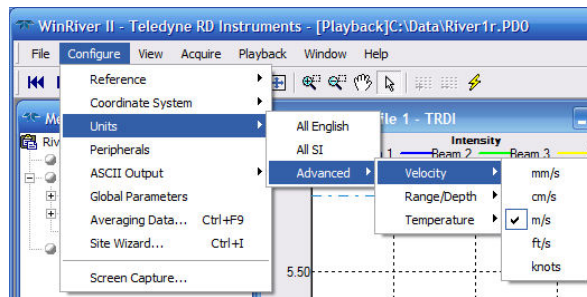 WinRiver II - Teledyne RD Instruments - [Playback]C:\Data\River1r.PD0
File Configure View Acquire Playback Window Help
Reference
Coordinate System
Units
Peripherals
ASCII Output
Global Parameters
Averaging Data... Ctrl+F9
Site Wizard... Ctrl+I
Screen Capture...
All English
All SI
Advanced
Velocity
Range/Depth
Temperature
mm/s
cm/s
m/s
ft/s
knots
Me
Riv
file 1 - TRDI
Intensity
1 Beam 2 Beam 3
5.50